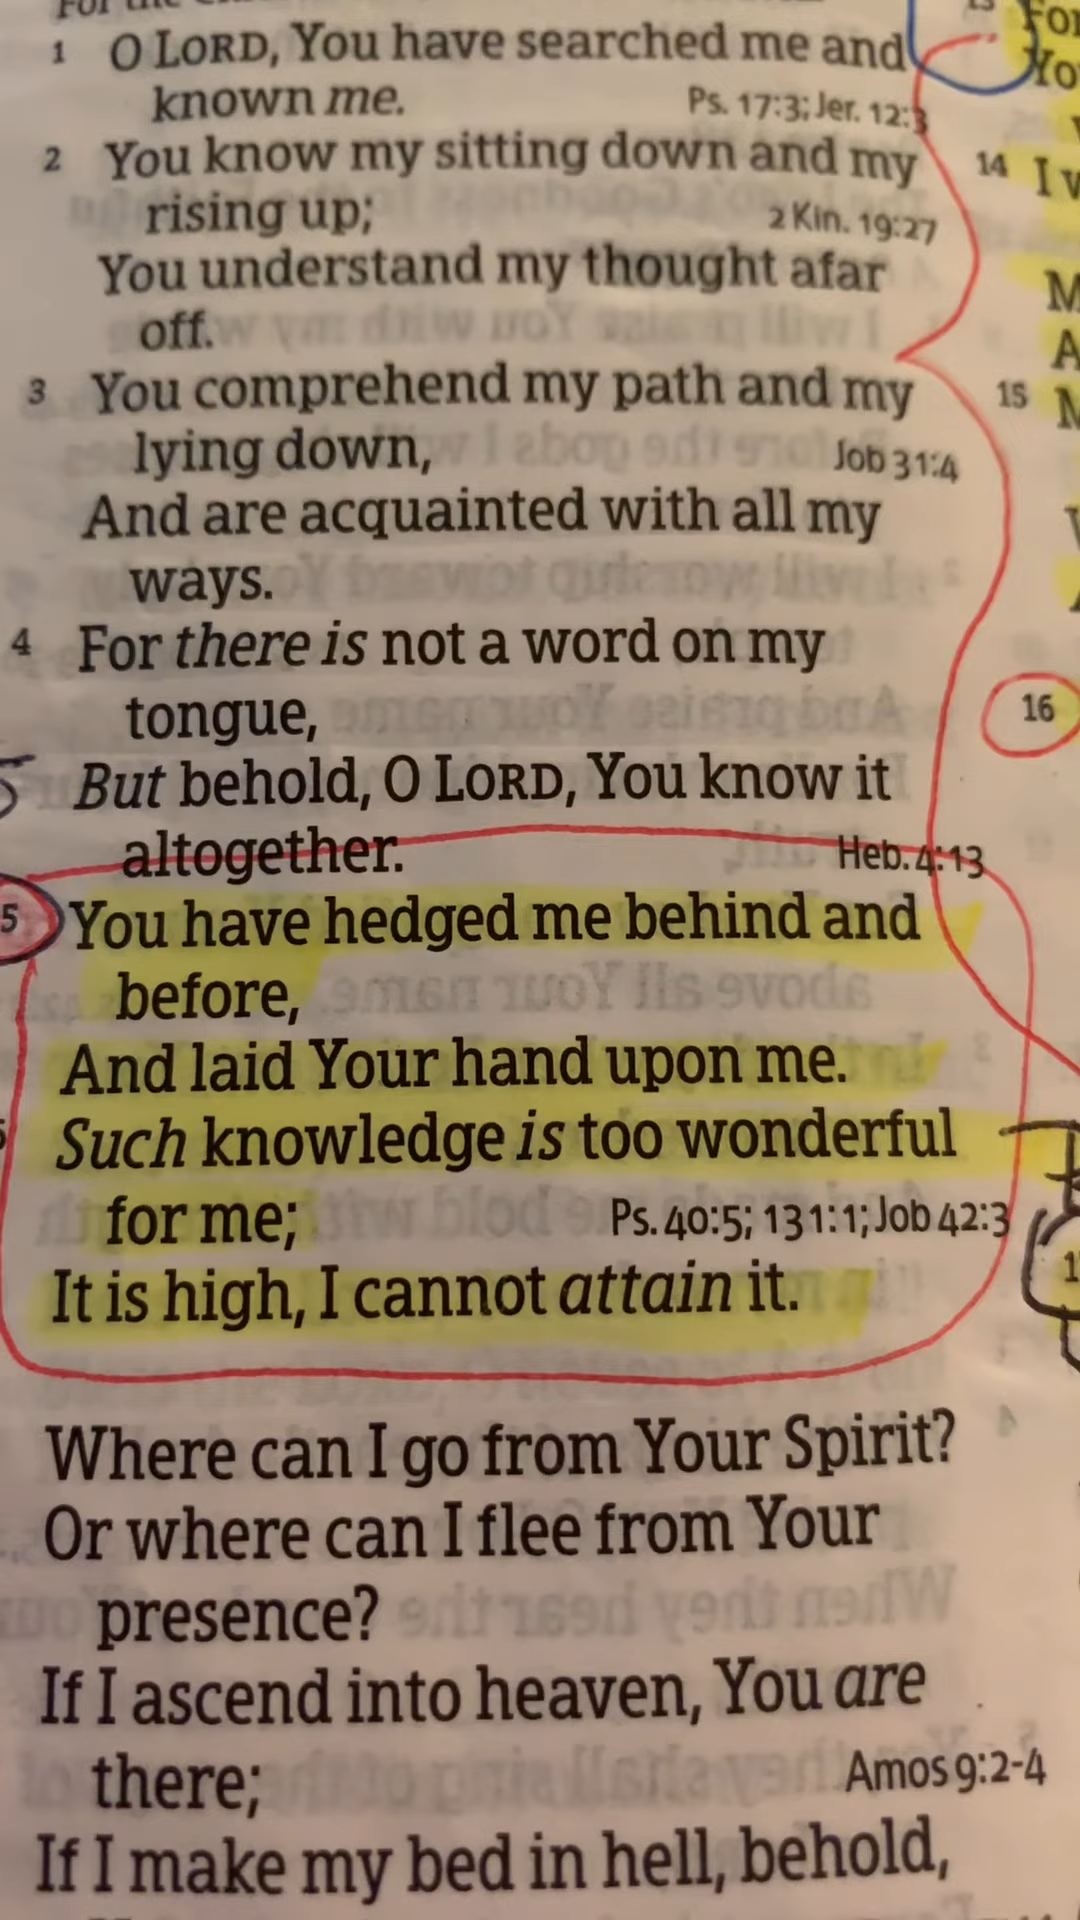 For the
1 O LORD, You have searched me and
known me. Ps. 17:3; Jer. 12:3
2 You know my sitting down and my
rising up; 2 Kin. 19:27
You understand my thought afar
off.
3 You comprehend my path and my
lying down, Job 31:4
And are acquainted with all my
ways.
4 For there is not a word on my
tongue,
But behold, O LORD, You know it
altogether. Heb. 4:13
5 You have hedged me behind and
before,
And laid Your hand upon me.
Such knowledge is too wonderful
for me; Ps. 40:5; 131:1; Job 42:3
It is high, I cannot attain it.
Where can I go from Your Spirit?
Or where can I flee from Your
presence?
If I ascend into heaven, You are
there; Amos 9:2-4
If I make my bed in hell, behold,
For
14 I
15
16